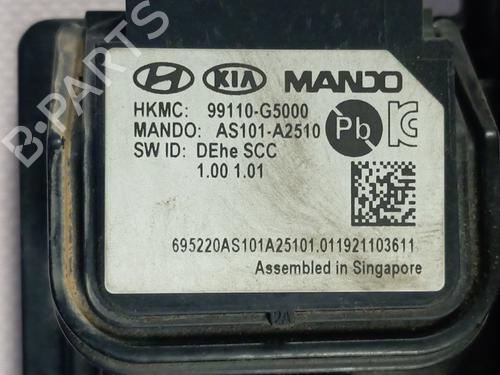 B-PARTS
HYUNDAI KIA MANDO
HKMC: 99110-G5000
MANDO: AS101-A2510
SW ID: DEhe SCC
1.00 1.01
Pb
695220AS101A25101.011921103611
Assembled in Singapore
2A